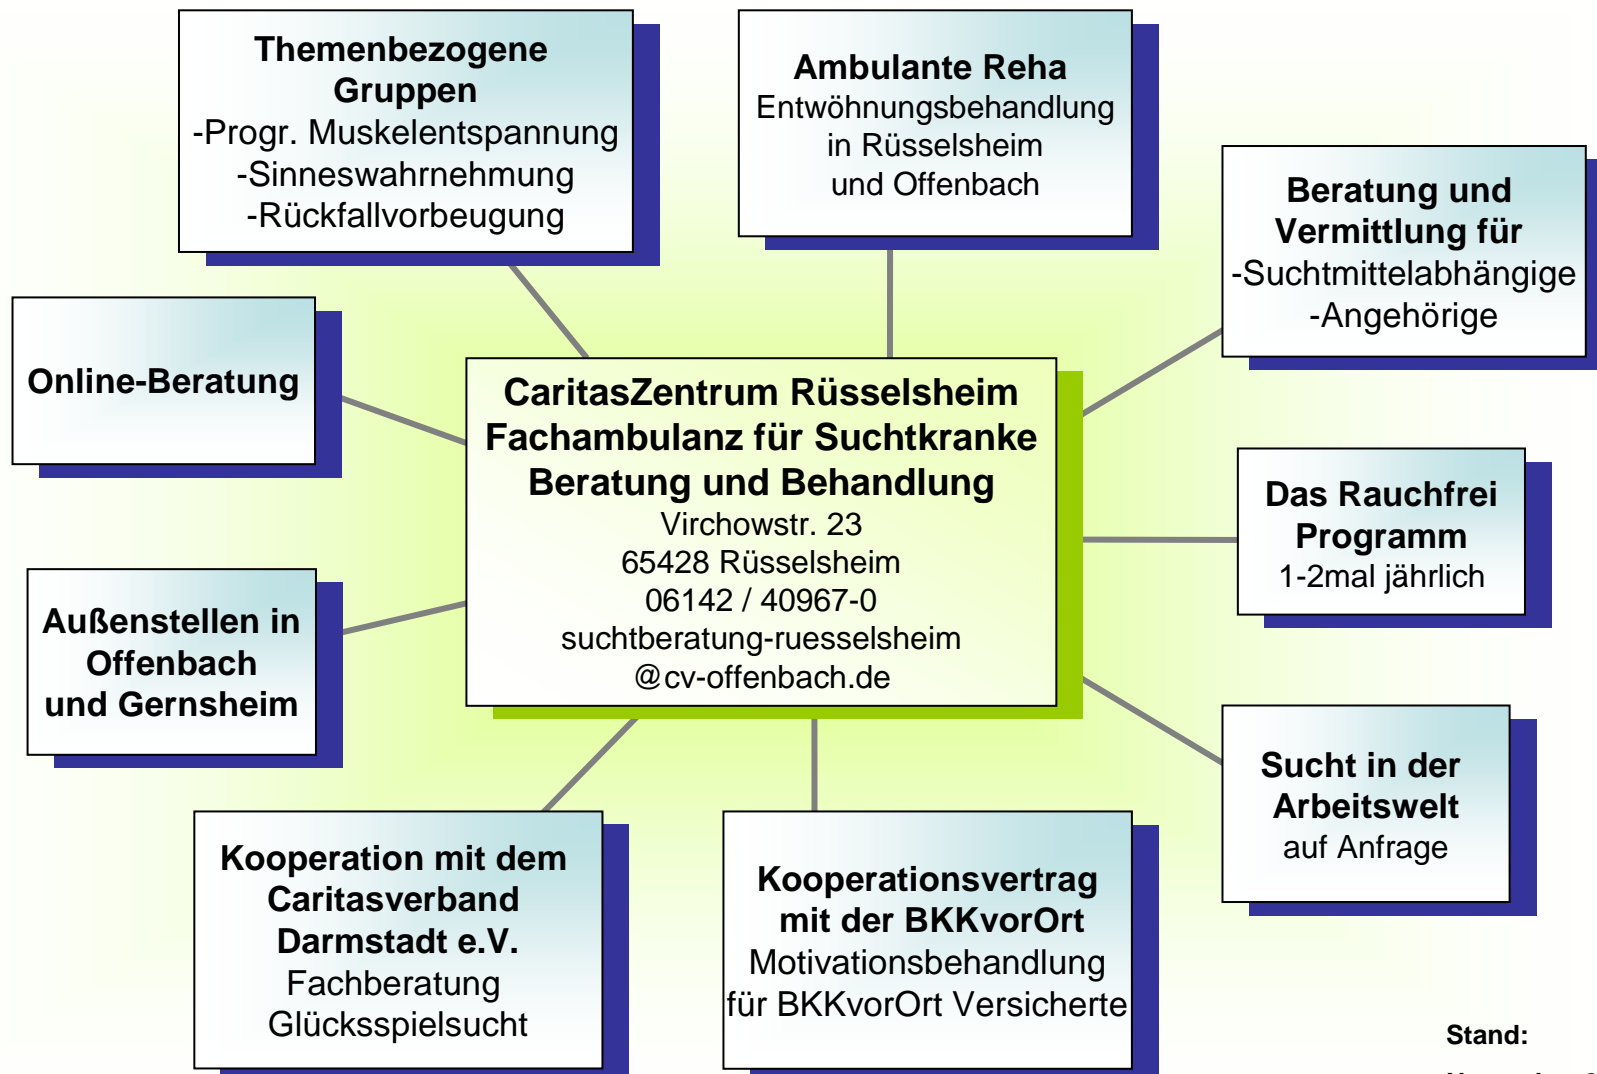 Themenbezogene
Gruppen
-Progr. Muskelentspannung
-Sinneswahrnehmung
-Rückfallvorbeugung
Ambulante Reha
Entwöhnungsbehandlung
in Rüsselsheim
und Offenbach
Beratung und
Vermittlung für
-Suchtmittelabhängige
-Angehörige
Online-Beratung
CaritasZentrum Rüsselsheim
Fachambulanz für Suchtkranke
Beratung und Behandlung
Virchowstr. 23
65428 Rüsselsheim
06142 / 40967-0
suchtberatung-ruesselsheim
@cv-offenbach.de
Das Rauchfrei
Programm
1-2mal jährlich
Außenstellen in
Offenbach
und Gernsheim
Sucht in der
Arbeitswelt
auf Anfrage
Kooperation mit dem
Caritasverband
Darmstadt e.V.
Fachberatung
Glücksspielsucht
Kooperationsvertrag
mit der BKKvorOrt
Motivationsbehandlung
für BKKvorOrt Versicherte
Stand: